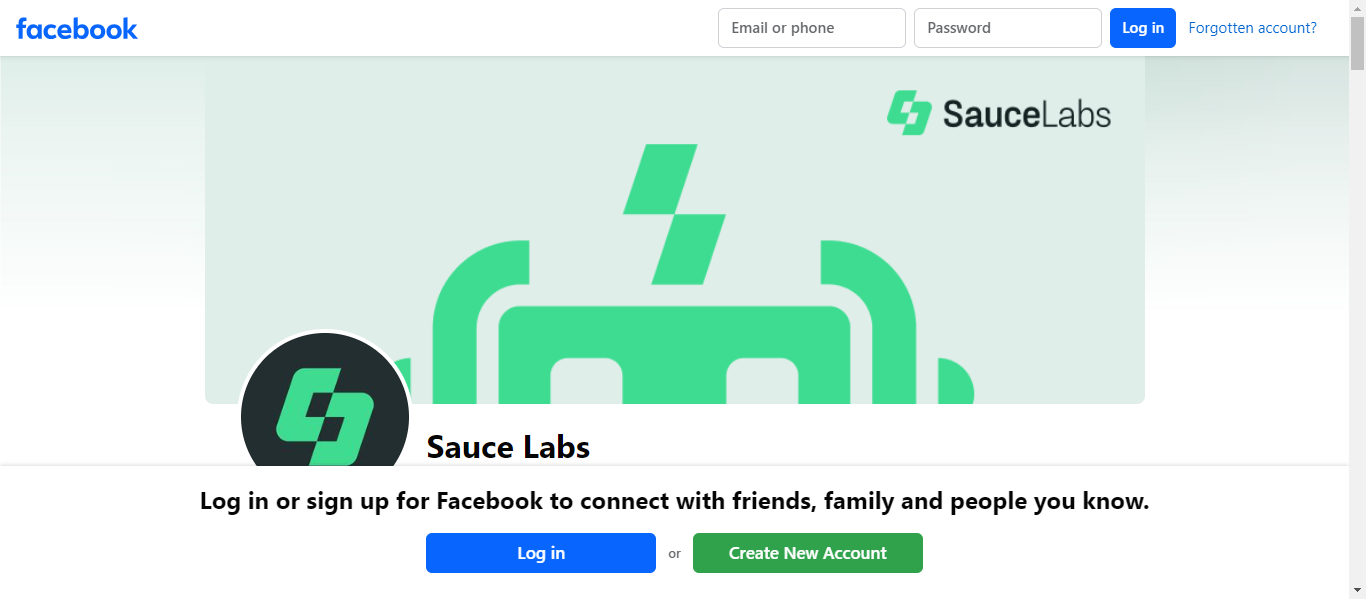 facebook
Email or phone
Password
Log in
Forgotten account?
SauceLabs
Sauce Labs
Log in or sign up for Facebook to connect with friends, family and people you know.
Log in
or
Create New Account